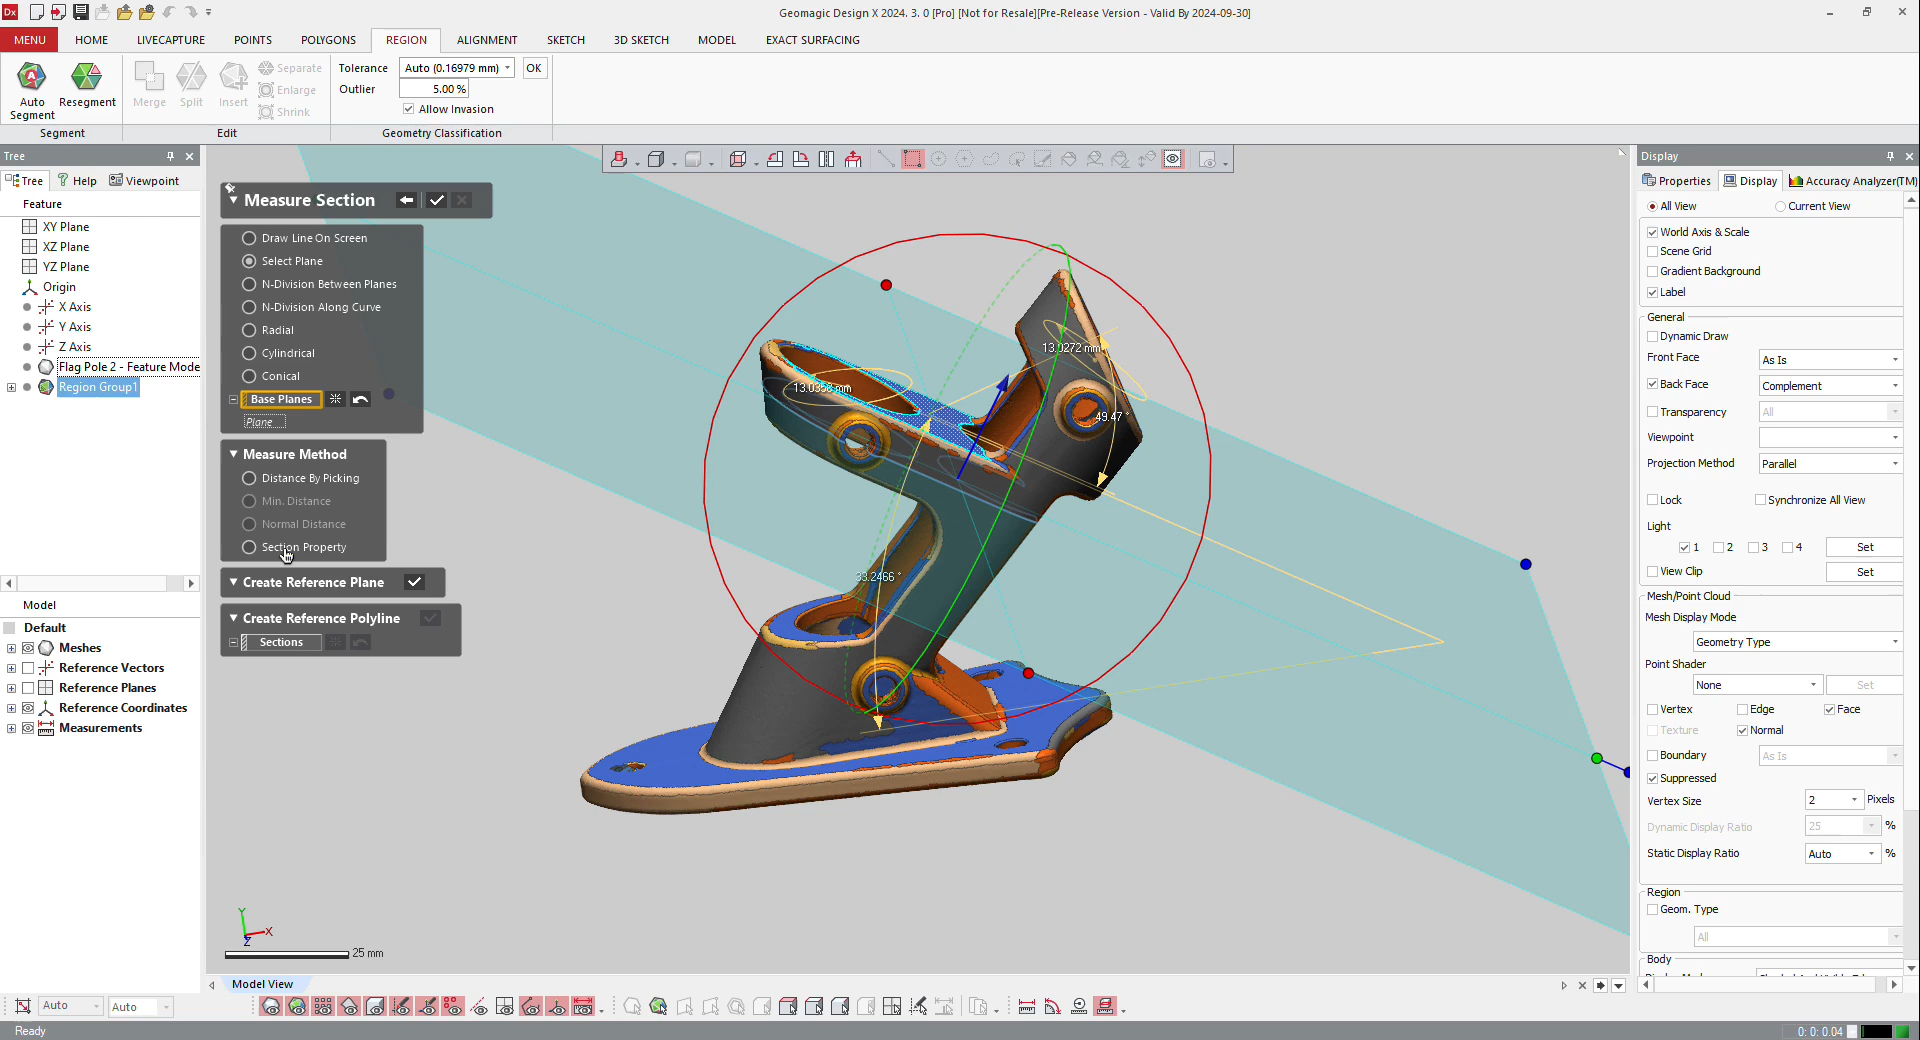 Dx
Geomagic Design X 2024. 3. 0 [Pro] [Not for Resale][Pre-Release Version - Valid By 2024-09-30]
MENU HOME LIVECAPTURE POINTS POLYGONS REGION ALIGNMENT SKETCH 3D SKETCH MODEL EXACT SURFACING
Auto Segment
Resegment
Merge
Split
Insert
Separate
Enlarge
Shrink
Tolerance Auto (0.16979 mm) OK
Outlier 5.00 %
Allow Invasion
Segment Edit Geometry Classification
Tree
Tree Help Viewpoint
Feature
XY Plane
XZ Plane
YZ Plane
Origin
X Axis
Y Axis
Z Axis
Flag Pole 2 - Feature Mode
Region Group1
Model
Default
Meshes
Reference Vectors
Reference Planes
Reference Coordinates
Measurements
Measure Section
Draw Line On Screen
Select Plane
N-Division Between Planes
N-Division Along Curve
Radial
Cylindrical
Conical
Base Planes
Plane
Measure Method
Distance By Picking
Min. Distance
Normal Distance
Section Property
Create Reference Plane
Create Reference Polyline
Sections
13.0272 mm
49.47 °
33.2466 °
Y
X
Z
25 mm
Model View
Display
Properties Display Accuracy Analyzer(TM)
All View Current View
World Axis & Scale
Scene Grid
Gradient Background
Label
General
Dynamic Draw
Front Face As Is
Back Face Complement
Transparency All
Viewpoint
Projection Method Parallel
Lock Synchronize All View
Light
1 2 3 4 Set
View Clip Set
Mesh/Point Cloud
Mesh Display Mode
Geometry Type
Point Shader
None Set
Vertex Edge Face
Texture Normal
Boundary As Is
Suppressed
Vertex Size 2 Pixels
Dynamic Display Ratio 25 %
Static Display Ratio Auto %
Region
Geom. Type
All
Body
Auto Auto
Ready
0: 0: 0.04